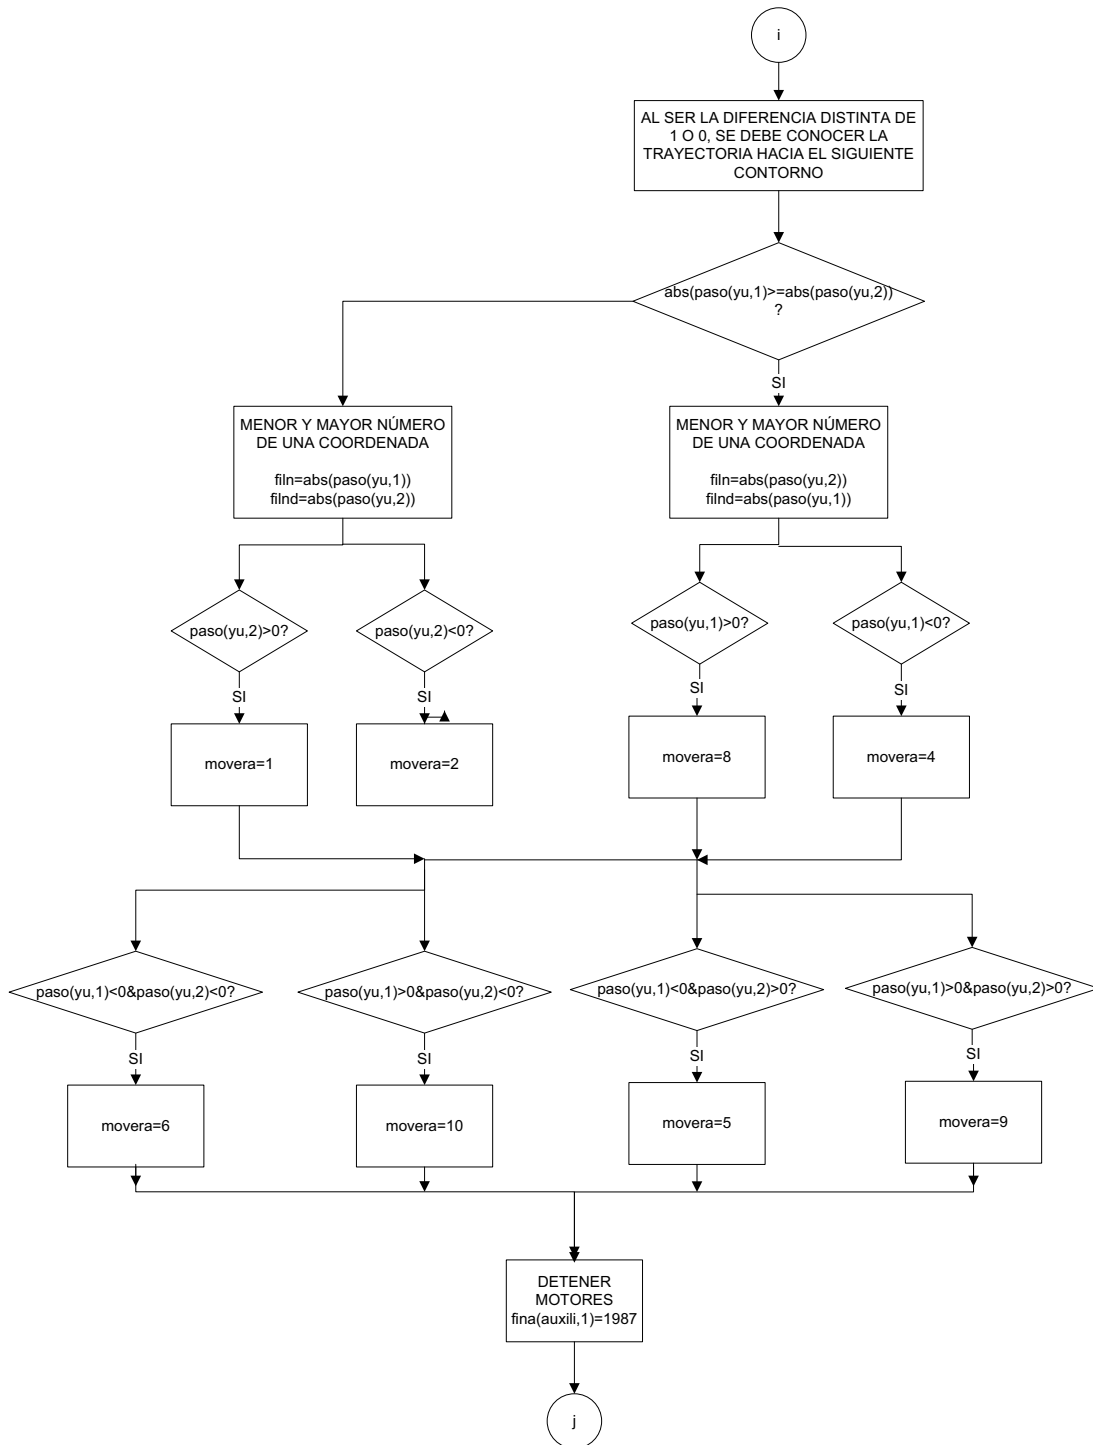 i
AL SER LA DIFERENCIA DISTINTA DE
1 O 0, SE DEBE CONOCER LA
TRAYECTORIA HACIA EL SIGUIENTE
CONTORNO
abs(paso(yu,1)>=abs(paso(yu,2))
?
SI
MENOR Y MAYOR NÚMERO
DE UNA COORDENADA
filn=abs(paso(yu,1))
filnd=abs(paso(yu,2))
MENOR Y MAYOR NÚMERO
DE UNA COORDENADA
filn=abs(paso(yu,2))
filnd=abs(paso(yu,1))
paso(yu,2)>0?
paso(yu,2)<0?
paso(yu,1)>0?
paso(yu,1)<0?
SI
SI
SI
SI
movera=1
movera=2
movera=8
movera=4
paso(yu,1)<0&paso(yu,2)<0?
paso(yu,1)>0&paso(yu,2)<0?
paso(yu,1)<0&paso(yu,2)>0?
paso(yu,1)>0&paso(yu,2)>0?
SI
SI
SI
SI
movera=6
movera=10
movera=5
movera=9
DETENER
MOTORES
fina(auxili,1)=1987
j